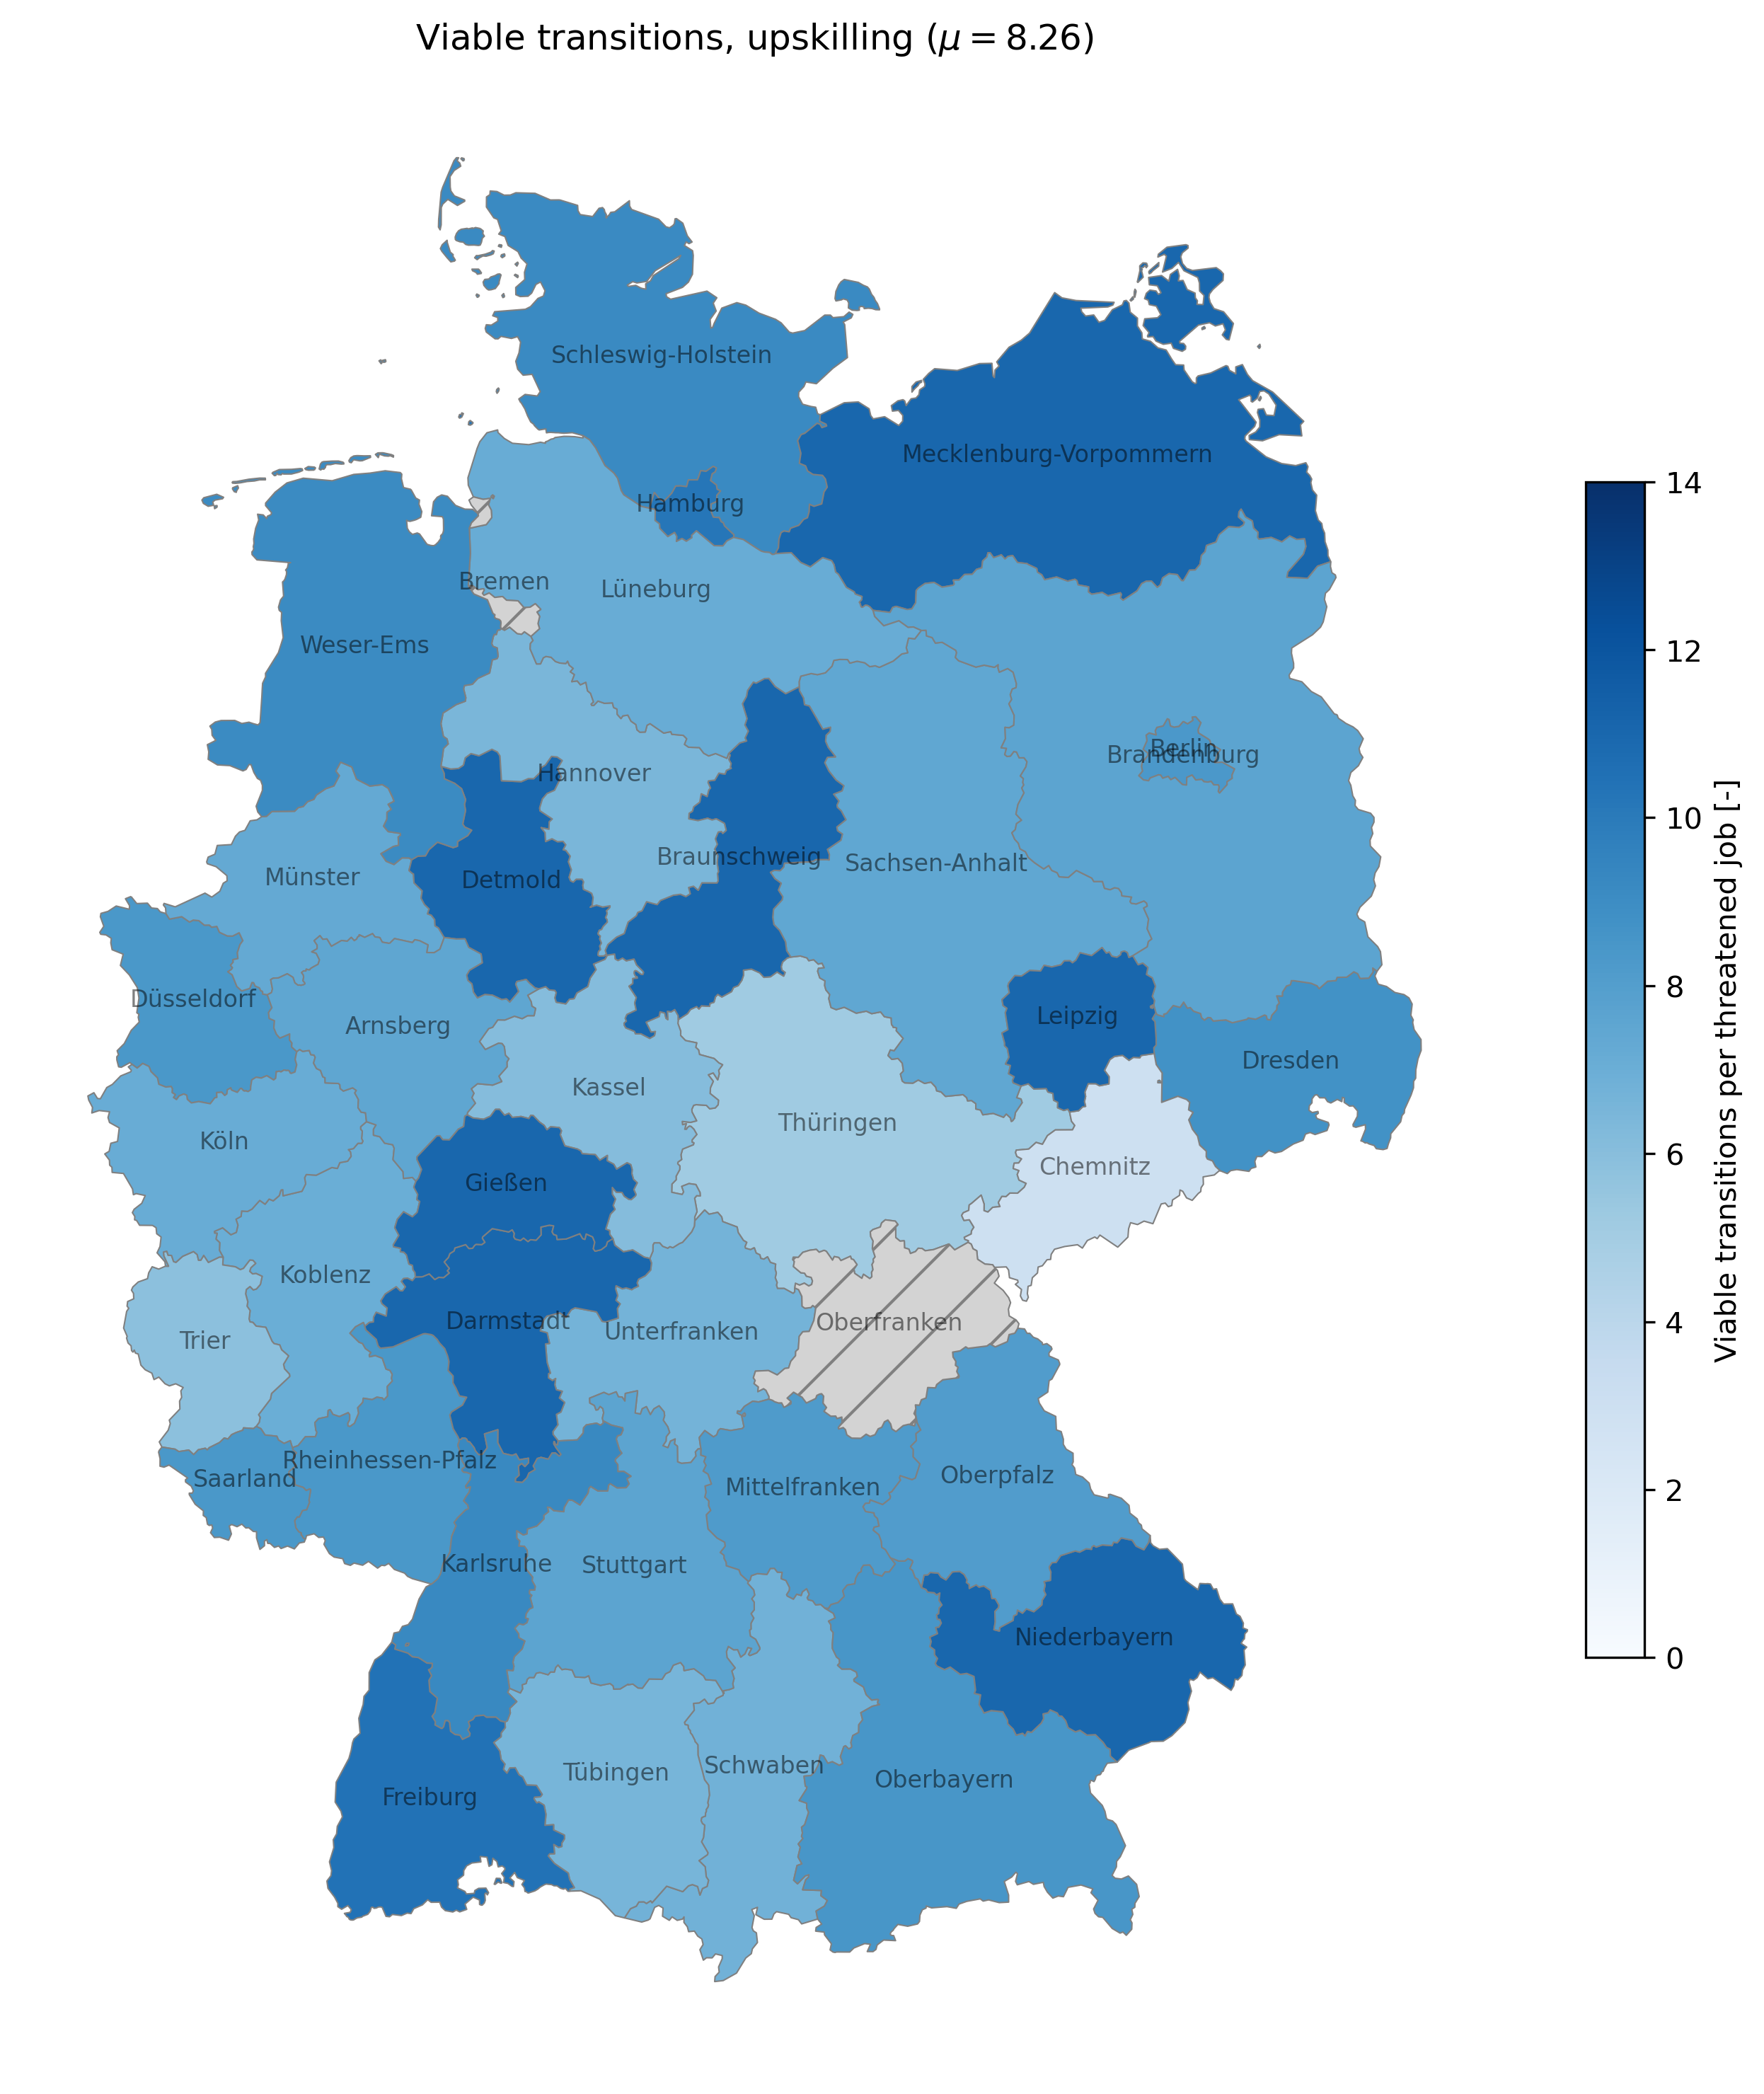 Viable transitions, upskilling (μ = 8.26)
Schleswig-Holstein
Mecklenburg-Vorpommern
Hamburg
Bremen
Lüneburg
Weser-Ems
Berlin
Brandenburg
Hannover
Braunschweig
Sachsen-Anhalt
Münster
Detmold
Düsseldorf
Leipzig
Arnsberg
Dresden
Kassel
Thüringen
Köln
Chemnitz
Gießen
Koblenz
Darmstadt
Oberfranken
Unterfranken
Trier
Rheinhessen-Pfalz
Saarland
Oberpfalz
Mittelfranken
Karlsruhe
Stuttgart
Niederbayern
Schwaben
Tübingen
Oberbayern
Freiburg
14
12
10
8
6
4
2
0
Viable transitions per threatened job [-]